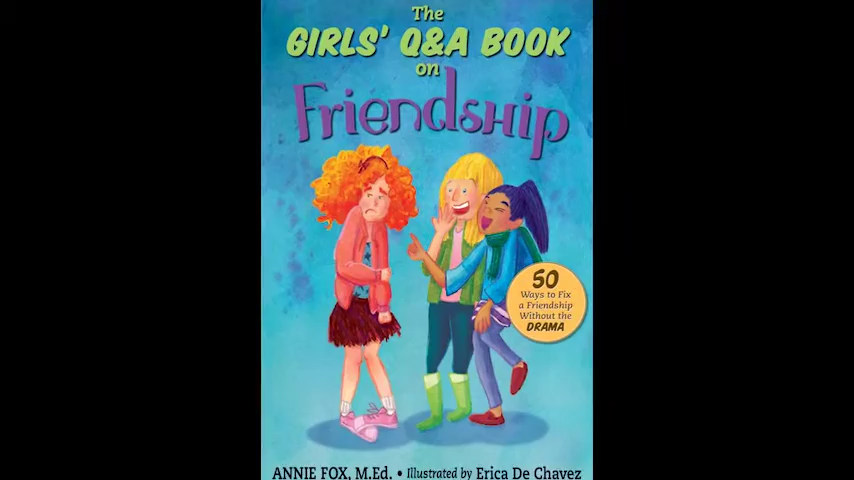 The
GIRLS' Q&A BOOK
on
Friendship
50
Ways to Fix
a Friendship
Without the
DRAMA
ANNIE FOX, M.Ed. • Illustrated by Erica De Chavez